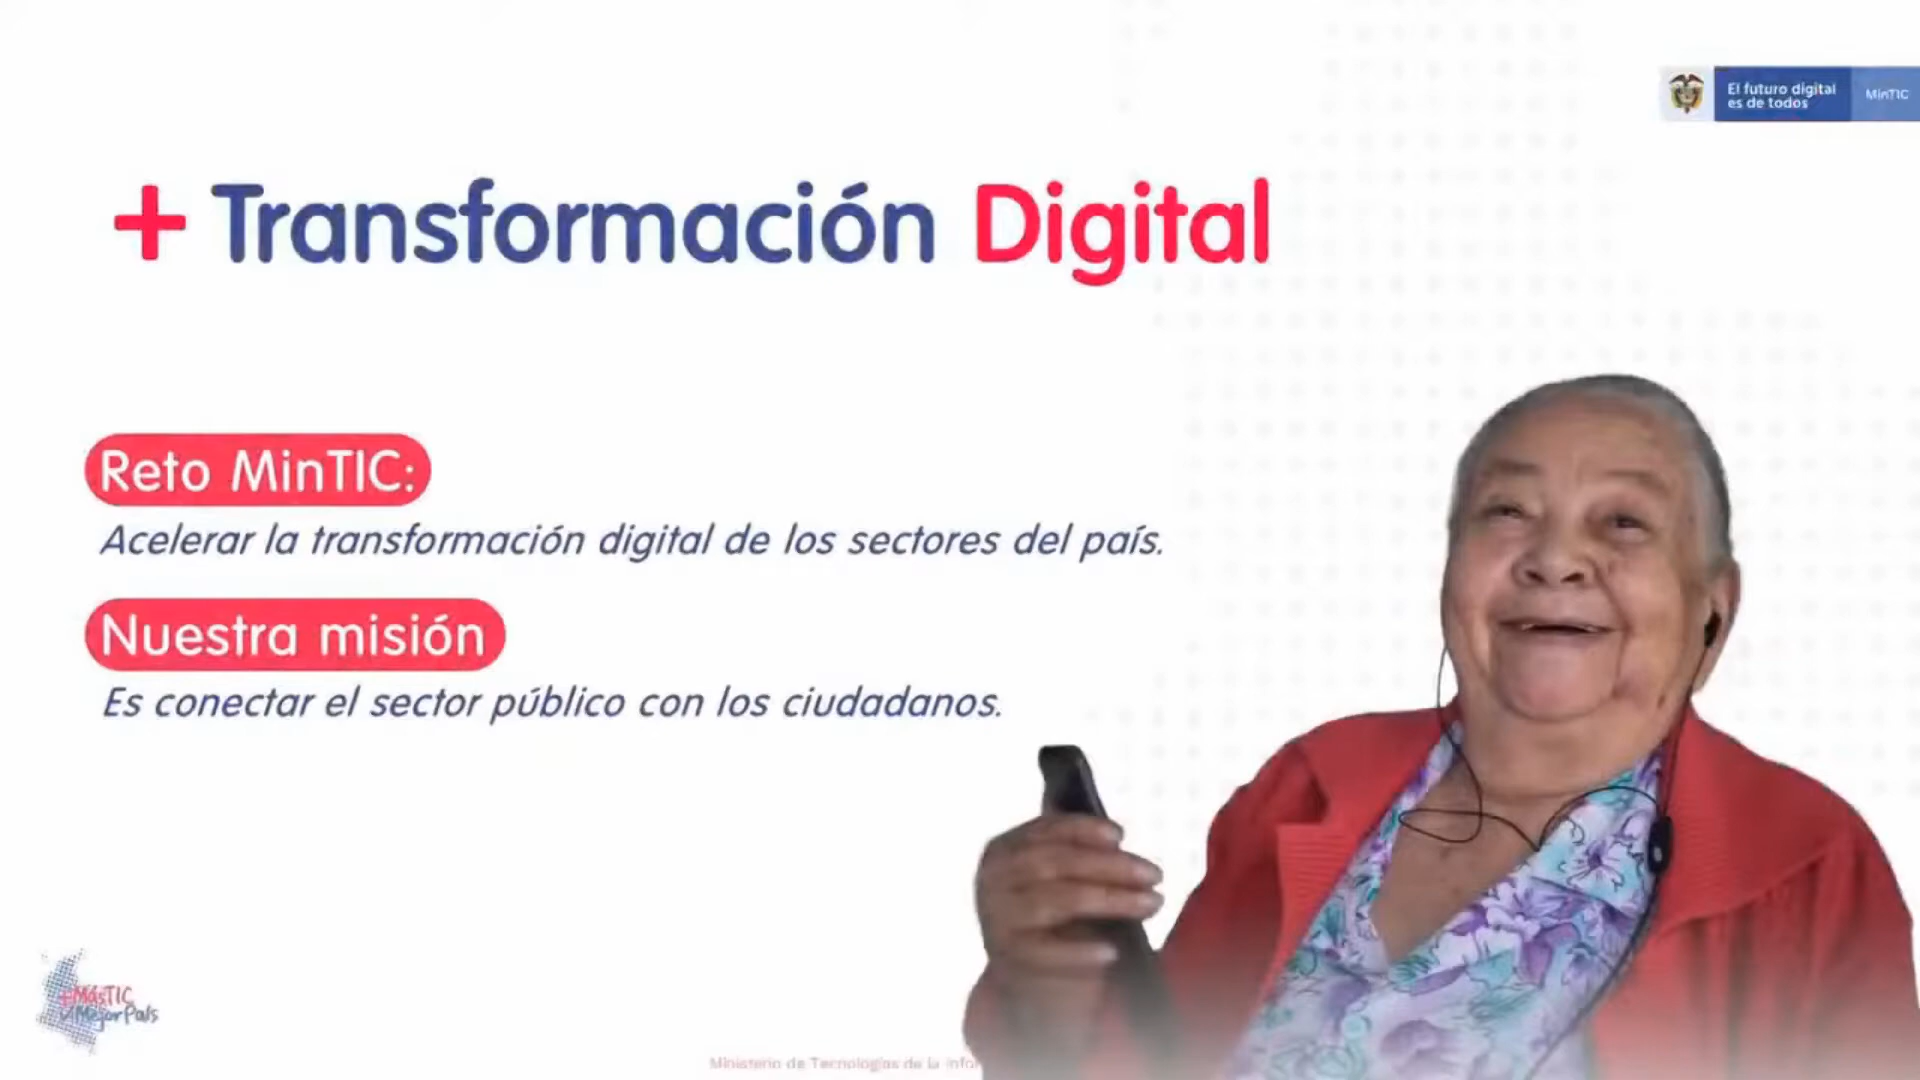 El futuro digital
es de todos
MinTIC
+ Transformación Digital
Reto MinTIC:
Acelerar la transformación digital de los sectores del país.
Nuestra misión
Es conectar el sector público con los ciudadanos.
+MásTIC
MejorPaís
Ministerio de Tecnologías de la Infor